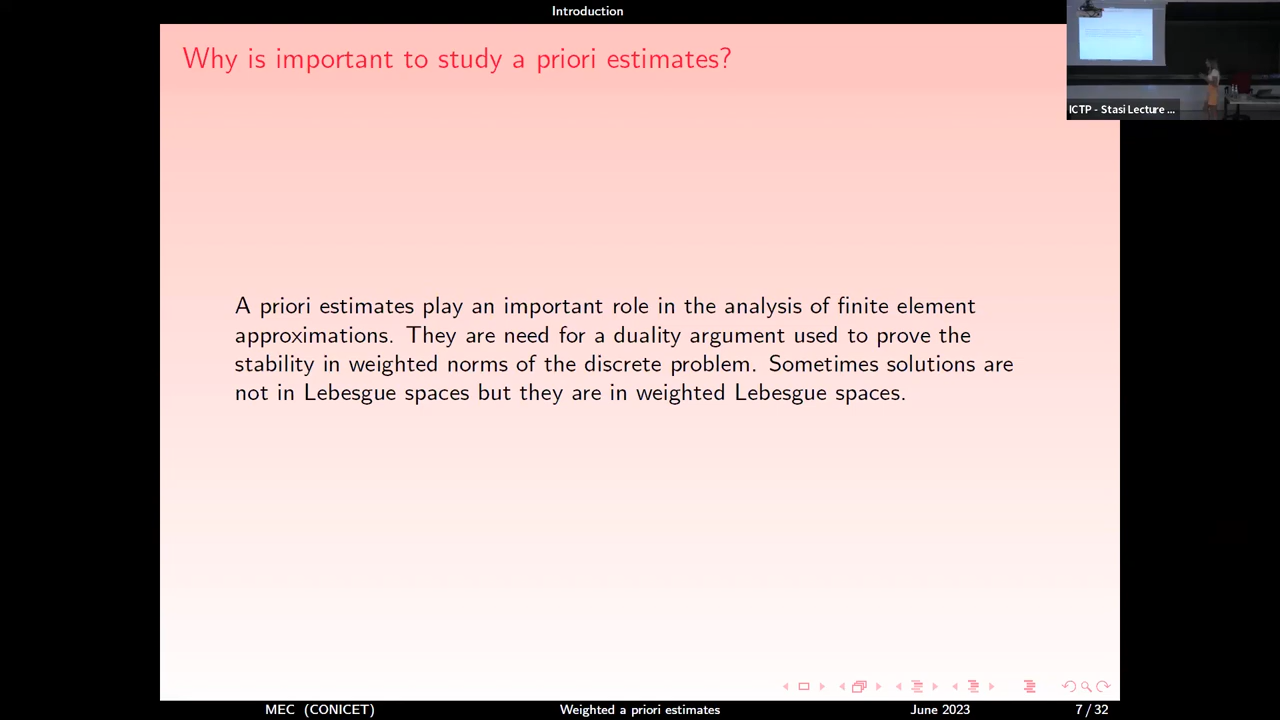 Introduction
Why is important to study a priori estimates?
ICTP - Stasi Lecture ...
A priori estimates play an important role in the analysis of finite element
approximations. They are need for a duality argument used to prove the
stability in weighted norms of the discrete problem. Sometimes solutions are
not in Lebesgue spaces but they are in weighted Lebesgue spaces.
MEC (CONICET) Weighted a priori estimates June 2023 7 / 32